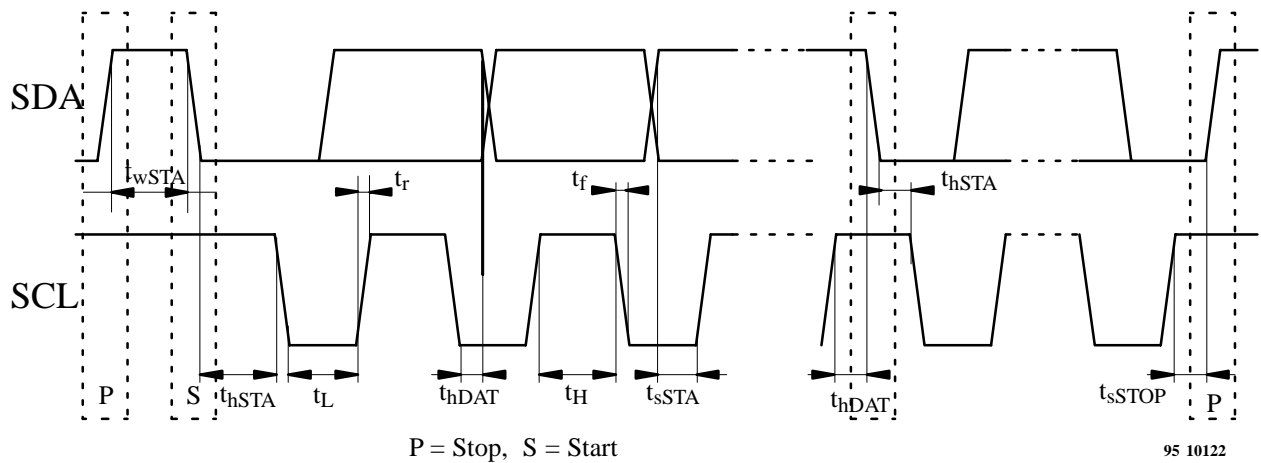 SDA
t_wSTA
t_r
t_f
t_hSTA
SCL
P S t_hSTA t_L t_hDAT t_H t_sSTA t_hDAT t_sSTOP P
P = Stop, S = Start
95 10122